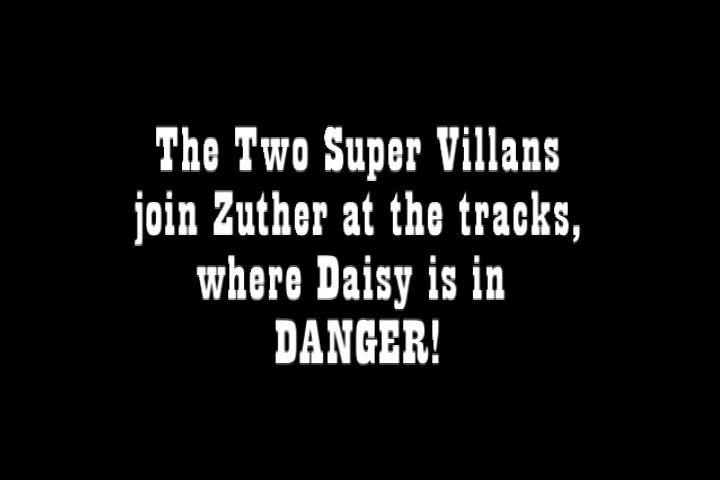 The Two Super Villans
join Zuther at the tracks,
where Daisy is in
DANGER!